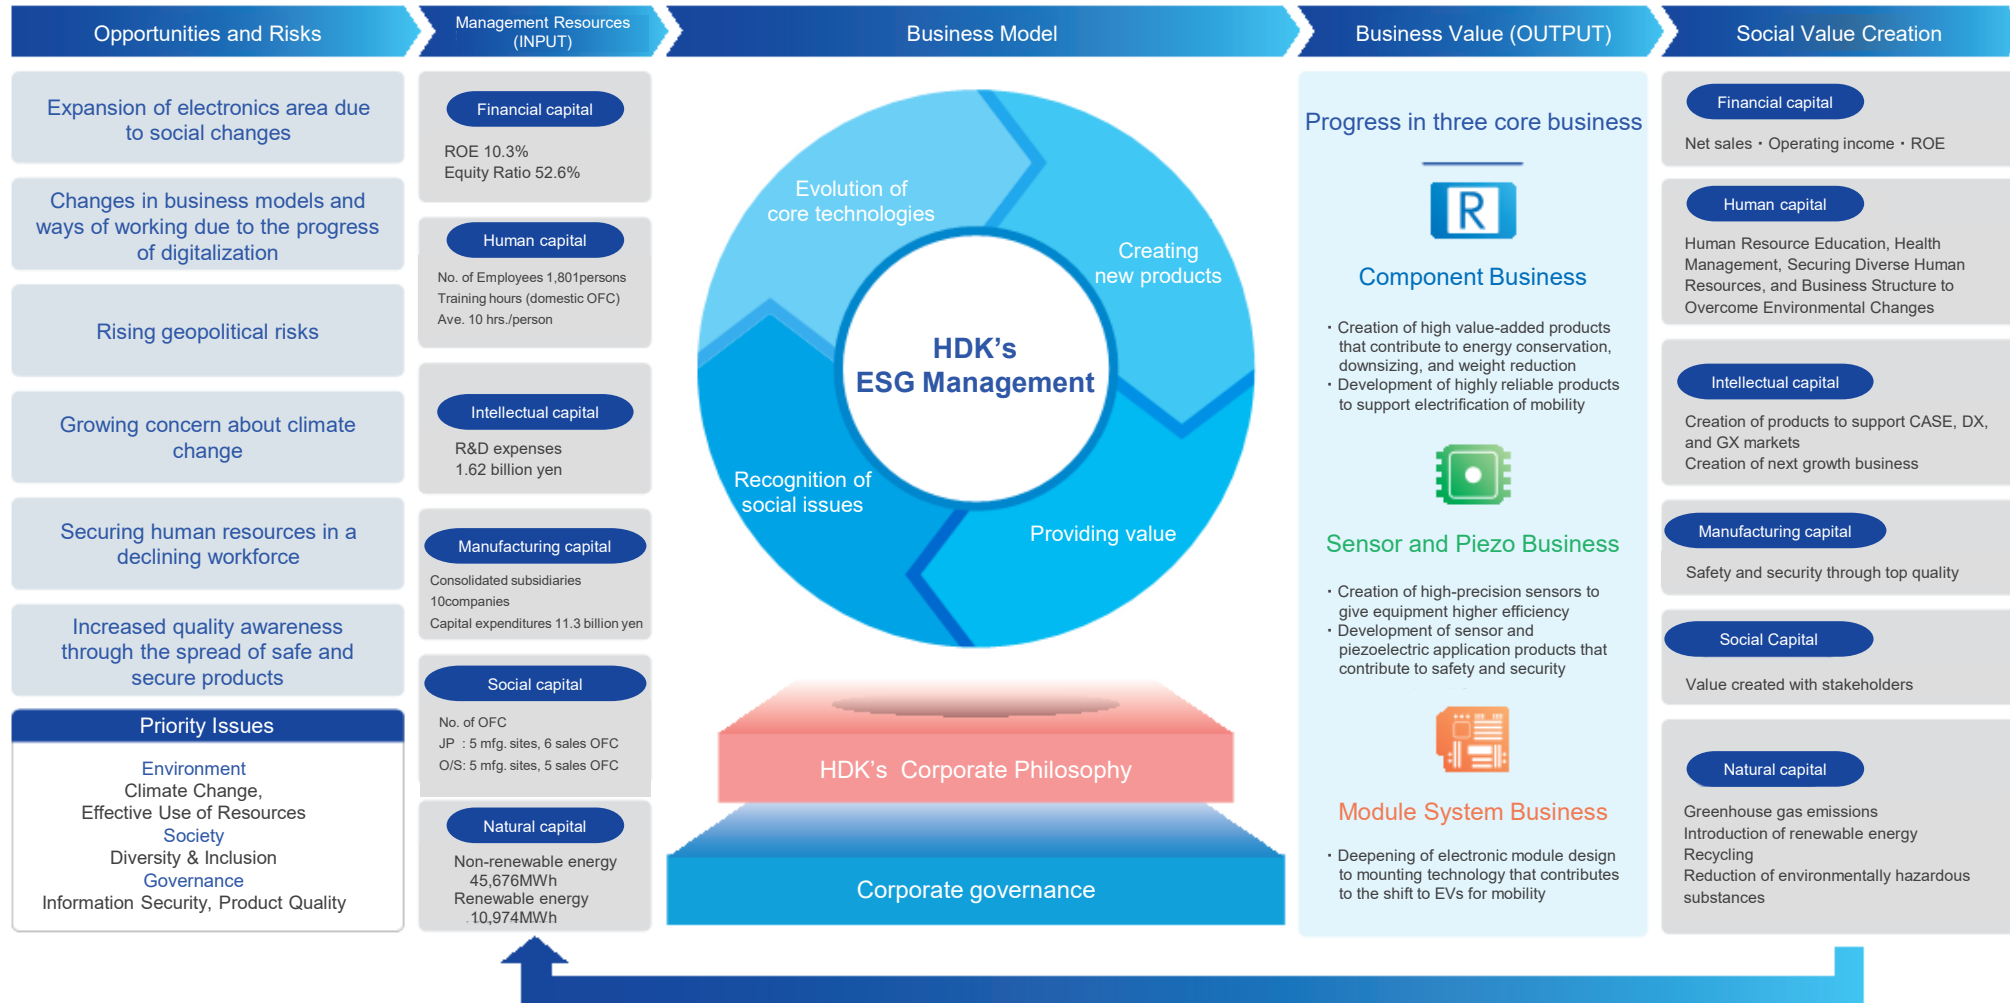 Opportunities and Risks
Management Resources
(INPUT)
Business Model
Business Value (OUTPUT)
Social Value Creation
Expansion of electronics area due
to social changes
Changes in business models and
ways of working due to the progress
of digitalization
Rising geopolitical risks
Growing concern about climate
change
Securing human resources in a
declining workforce
Increased quality awareness
through the spread of safe and
secure products
Priority Issues
Environment
Climate Change,
Effective Use of Resources
Society
Diversity & Inclusion
Governance
Information Security, Product Quality
Financial capital
ROE 10.3%
Equity Ratio 52.6%
Human capital
No. of Employees 1,801persons
Training hours (domestic OFC)
Ave. 10 hrs./person
Intellectual capital
R&D expenses
1.62 billion yen
Manufacturing capital
Consolidated subsidiaries
10companies
Capital expenditures 11.3 billion yen
Social capital
No. of OFC
JP : 5 mfg. sites, 6 sales OFC
O/S: 5 mfg. sites, 5 sales OFC
Natural capital
Non-renewable energy
45,676MWh
Renewable energy
10,974MWh
Evolution of
core technologies
Creating
new products
HDK's
ESG Management
Recognition of
social issues
Providing value
HDK's Corporate Philosophy
Corporate governance
Progress in three core business
R
Component Business
・Creation of high value-added products
that contribute to energy conservation,
downsizing, and weight reduction
・Development of highly reliable products
to support electrification of mobility
Sensor and Piezo Business
・Creation of high-precision sensors to
give equipment higher efficiency
・Development of sensor and
piezoelectric application products that
contribute to safety and security
Module System Business
・Deepening of electronic module design
to mounting technology that contributes
to the shift to EVs for mobility
Financial capital
Net sales・Operating income・ROE
Human capital
Human Resource Education, Health
Management, Securing Diverse Human
Resources, and Business Structure to
Overcome Environmental Changes
Intellectual capital
Creation of products to support CASE, DX,
and GX markets
Creation of next growth business
Manufacturing capital
Safety and security through top quality
Social Capital
Value created with stakeholders
Natural capital
Greenhouse gas emissions
Introduction of renewable energy
Recycling
Reduction of environmentally hazardous
substances